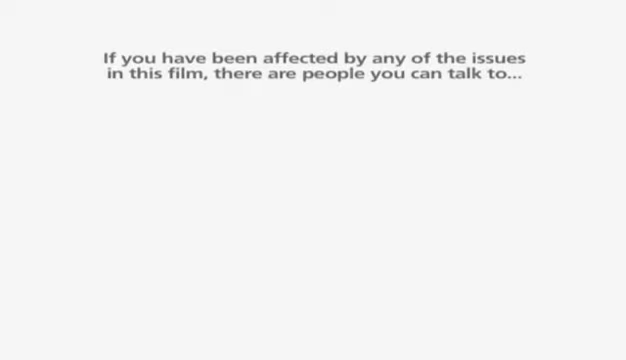 If you have been affected by any of the issues
in this film, there are people you can talk to...